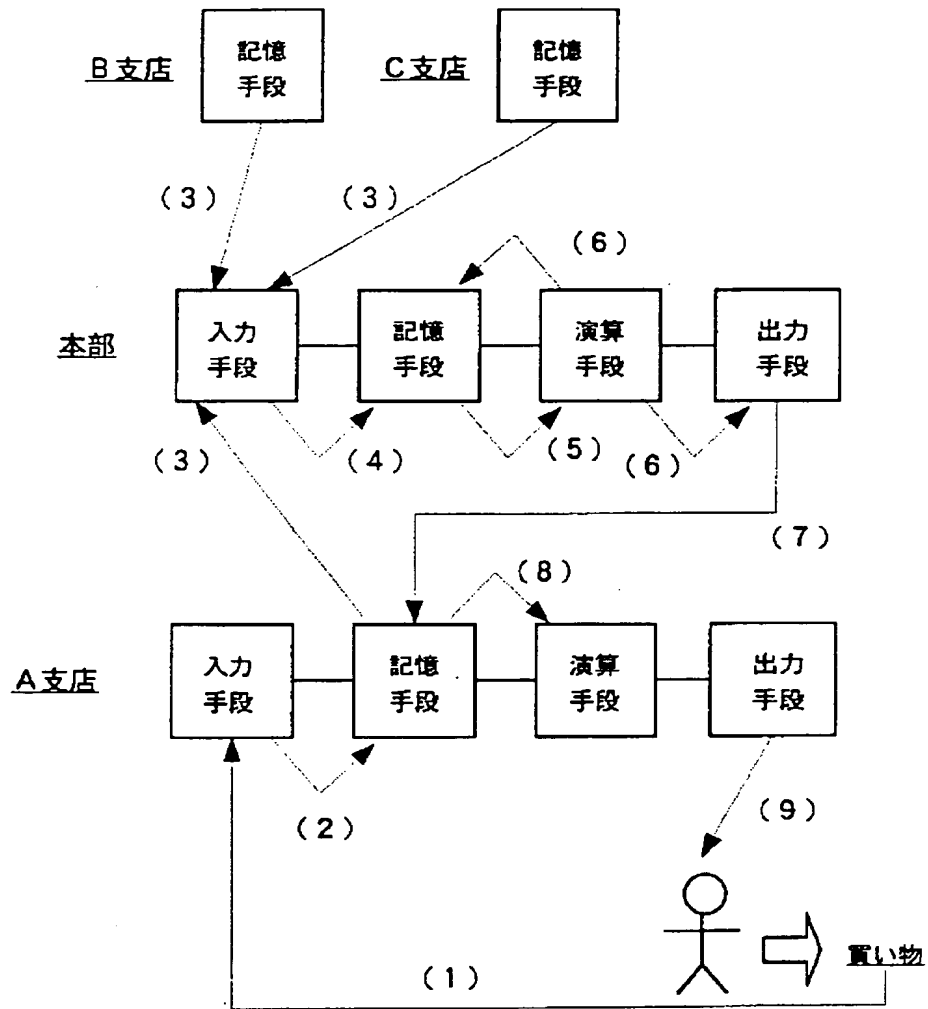 B支店
記憶
手段
C支店
記憶
手段
(3)
(3)
(6)
本部
入力
手段
記憶
手段
演算
手段
出力
手段
(3)
(4)
(5)
(6)
(7)
(8)
A支店
入力
手段
記憶
手段
演算
手段
出力
手段
(2)
(9)
(1)
買い物